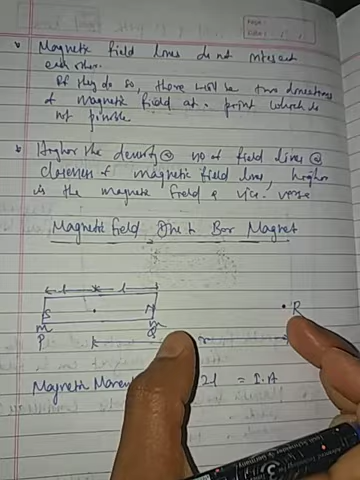 Magnetic field lines do not intersect
each other.
If they do so, there will be two directions
of magnetic field at a point which is
not possible
Higher the density @ no of field lines @
closeness of magnetic field lines, higher
is the magnetic field & vice-versa
Magnetic Field Due to Bar Magnet
l l
S N R
m m
P Q r
Magnetic Moment 2l = I.A